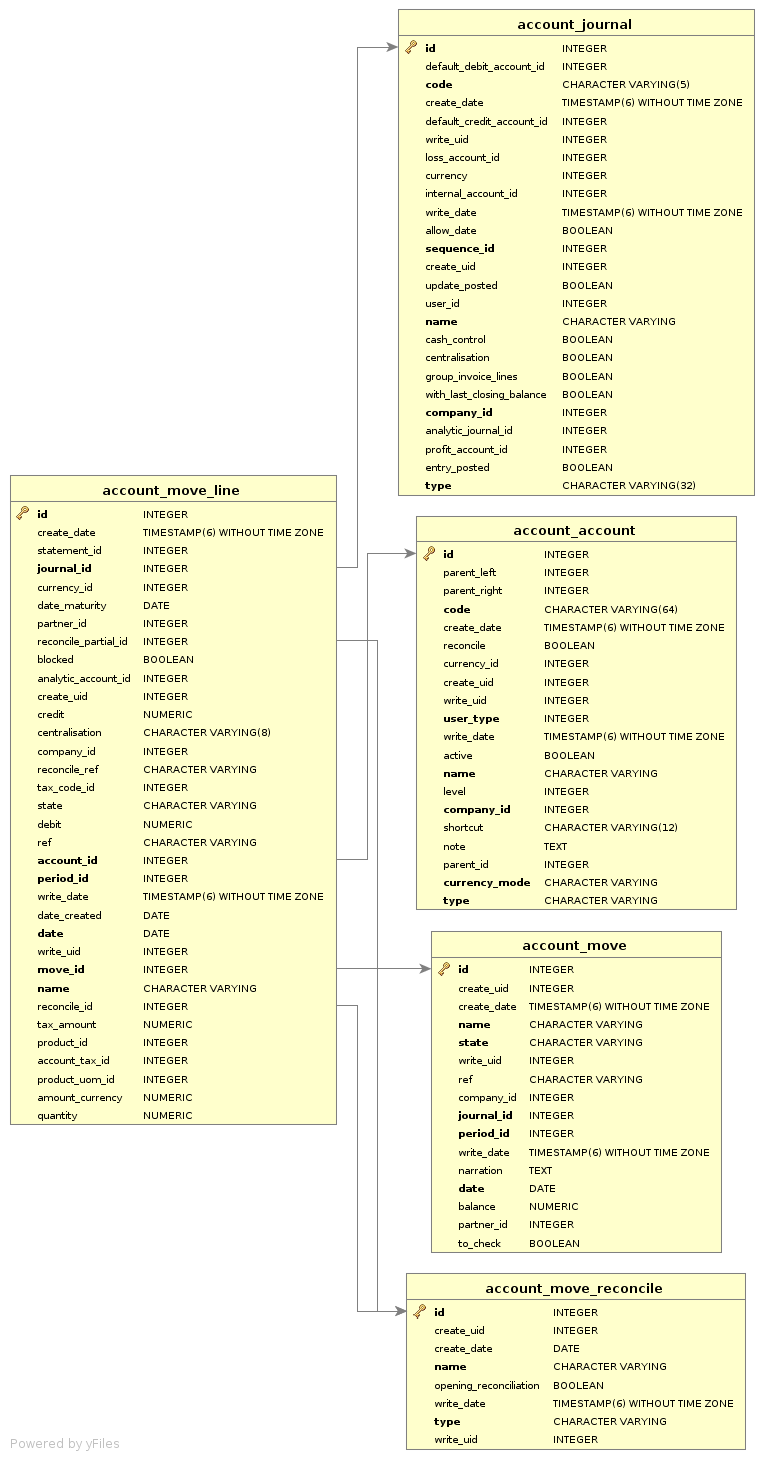 account_journal
id INTEGER
default_debit_account_id INTEGER
code CHARACTER VARYING(5)
create_date TIMESTAMP(6) WITHOUT TIME ZONE
default_credit_account_id INTEGER
write_uid INTEGER
loss_account_id INTEGER
currency INTEGER
internal_account_id INTEGER
write_date TIMESTAMP(6) WITHOUT TIME ZONE
allow_date BOOLEAN
sequence_id INTEGER
create_uid INTEGER
update_posted BOOLEAN
user_id INTEGER
name CHARACTER VARYING
cash_control BOOLEAN
centralisation BOOLEAN
group_invoice_lines BOOLEAN
with_last_closing_balance BOOLEAN
company_id INTEGER
analytic_journal_id INTEGER
profit_account_id INTEGER
entry_posted BOOLEAN
type CHARACTER VARYING(32)
account_move_line
id INTEGER
create_date TIMESTAMP(6) WITHOUT TIME ZONE
statement_id INTEGER
journal_id INTEGER
currency_id INTEGER
date_maturity DATE
partner_id INTEGER
reconcile_partial_id INTEGER
blocked BOOLEAN
analytic_account_id INTEGER
create_uid INTEGER
credit NUMERIC
centralisation CHARACTER VARYING(8)
company_id INTEGER
reconcile_ref CHARACTER VARYING
tax_code_id INTEGER
state CHARACTER VARYING
debit NUMERIC
ref CHARACTER VARYING
account_id INTEGER
period_id INTEGER
write_date TIMESTAMP(6) WITHOUT TIME ZONE
date_created DATE
date DATE
write_uid INTEGER
move_id INTEGER
name CHARACTER VARYING
reconcile_id INTEGER
tax_amount NUMERIC
product_id INTEGER
account_tax_id INTEGER
product_uom_id INTEGER
amount_currency NUMERIC
quantity NUMERIC
account_account
id INTEGER
parent_left INTEGER
parent_right INTEGER
code CHARACTER VARYING(64)
create_date TIMESTAMP(6) WITHOUT TIME ZONE
reconcile BOOLEAN
currency_id INTEGER
create_uid INTEGER
write_uid INTEGER
user_type INTEGER
write_date TIMESTAMP(6) WITHOUT TIME ZONE
active BOOLEAN
name CHARACTER VARYING
level INTEGER
company_id INTEGER
shortcut CHARACTER VARYING(12)
note TEXT
parent_id INTEGER
currency_mode CHARACTER VARYING
type CHARACTER VARYING
account_move
id INTEGER
create_uid INTEGER
create_date TIMESTAMP(6) WITHOUT TIME ZONE
name CHARACTER VARYING
state CHARACTER VARYING
write_uid INTEGER
ref CHARACTER VARYING
company_id INTEGER
journal_id INTEGER
period_id INTEGER
write_date TIMESTAMP(6) WITHOUT TIME ZONE
narration TEXT
date DATE
balance NUMERIC
partner_id INTEGER
to_check BOOLEAN
account_move_reconcile
id INTEGER
create_uid INTEGER
create_date DATE
name CHARACTER VARYING
opening_reconciliation BOOLEAN
write_date TIMESTAMP(6) WITHOUT TIME ZONE
type CHARACTER VARYING
write_uid INTEGER
Powered by yFiles